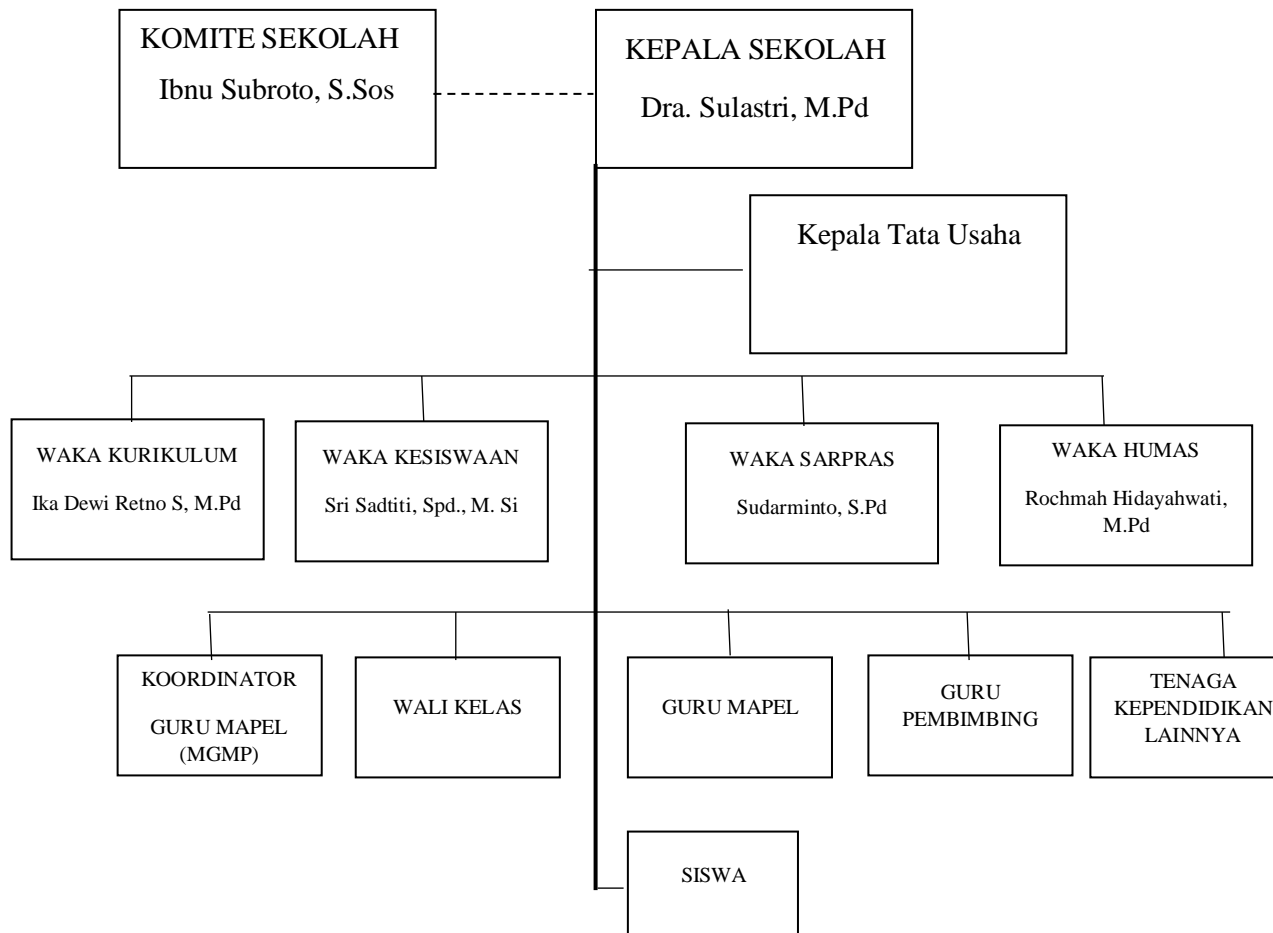 KOMITE SEKOLAH
Ibnu Subroto, S.Sos
KEPALA SEKOLAH
Dra. Sulastri, M.Pd
Kepala Tata Usaha
WAKA KURIKULUM
Ika Dewi Retno S, M.Pd
WAKA KESISWAAN
Sri Sadtiti, Spd., M. Si
WAKA SARPRAS
Sudarminto, S.Pd
WAKA HUMAS
Rochmah Hidayahwati,
M.Pd
KOORDINATOR
GURU MAPEL
(MGMP)
WALI KELAS
GURU MAPEL
GURU
PEMBIMBING
TENAGA
KEPENDIDIKAN
LAINNYA
SISWA